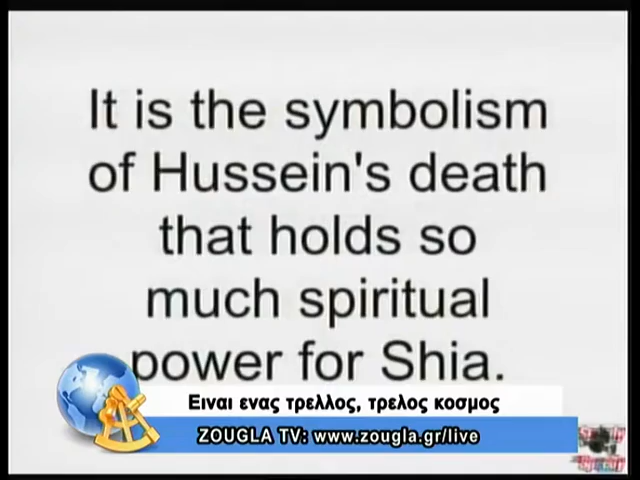 It is the symbolism
of Hussein's death
that holds so
much spiritual
power for Shia.
Ειναι ενας τρελλος, τρελος κοσμος
ZOUGLA TV: www.zougla.gr/live